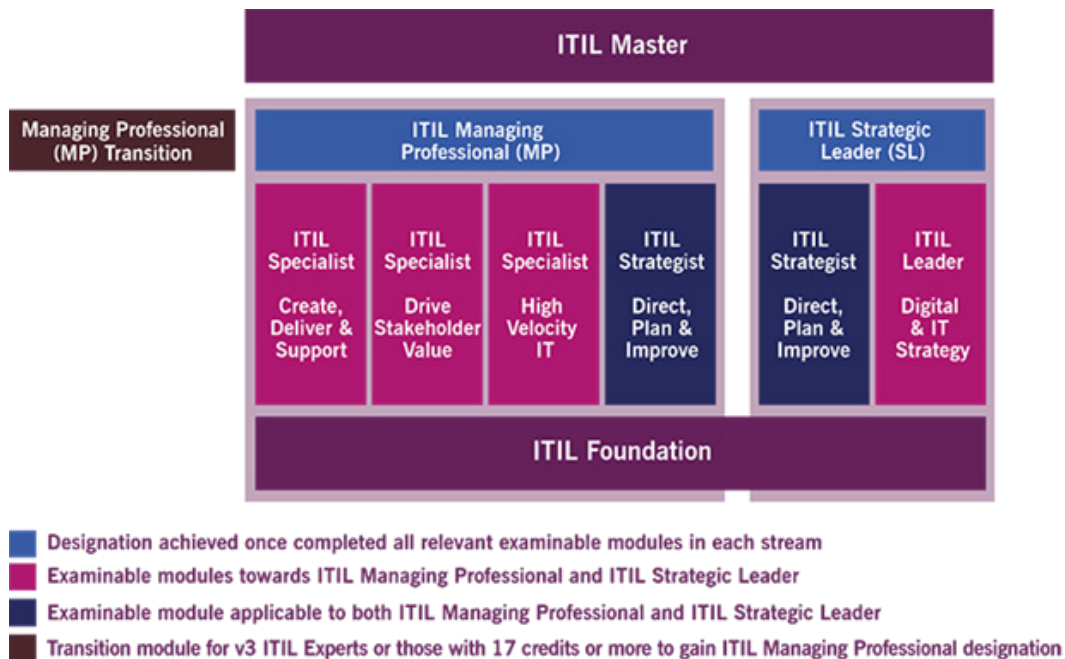 ITIL Master
Managing Professional
(MP) Transition
ITIL Managing
Professional (MP)
ITIL Strategic
Leader (SL)
ITIL
Specialist
Create,
Deliver &
Support
ITIL
Specialist
Drive
Stakeholder
Value
ITIL
Specialist
High
Velocity
IT
ITIL
Strategist
Direct,
Plan &
Improve
ITIL
Strategist
Direct,
Plan &
Improve
ITIL
Leader
Digital
& IT
Strategy
ITIL Foundation
Designation achieved once completed all relevant examinable modules in each stream
Examinable modules towards ITIL Managing Professional and ITIL Strategic Leader
Examinable module applicable to both ITIL Managing Professional and ITIL Strategic Leader
Transition module for v3 ITIL Experts or those with 17 credits or more to gain ITIL Managing Professional designation